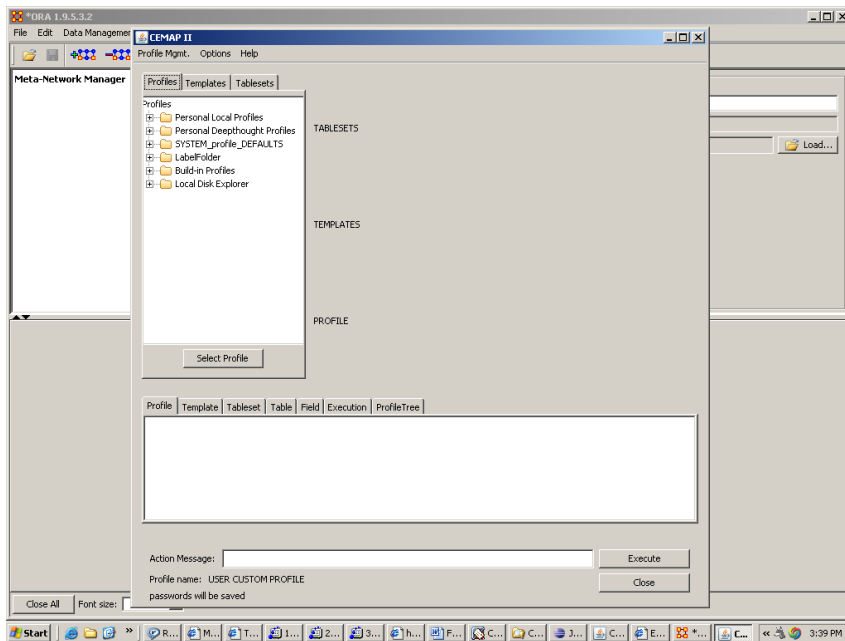 *ORA 1.9.5.3.2
File Edit Data Managemen
CEMAP II
Profile Mgmt. Options Help
Meta-Network Manager
Profiles Templates Tablesets
Profiles
Personal Local Profiles
Personal Deepthought Profiles
SYSTEM_profile_DEFAULTS
LabelFolder
Build-in Profiles
Local Disk Explorer
TABLESETS
TEMPLATES
PROFILE
Load...
Select Profile
Profile Template Tableset Table Field Execution ProfileTree
Action Message:
Execute
Profile name: USER CUSTOM PROFILE
Close
passwords will be saved
Close All Font size:
Start » R... M... T... 1... 2... 3... h... F... C... C... J... C... E... *... C... « 3:39 PM